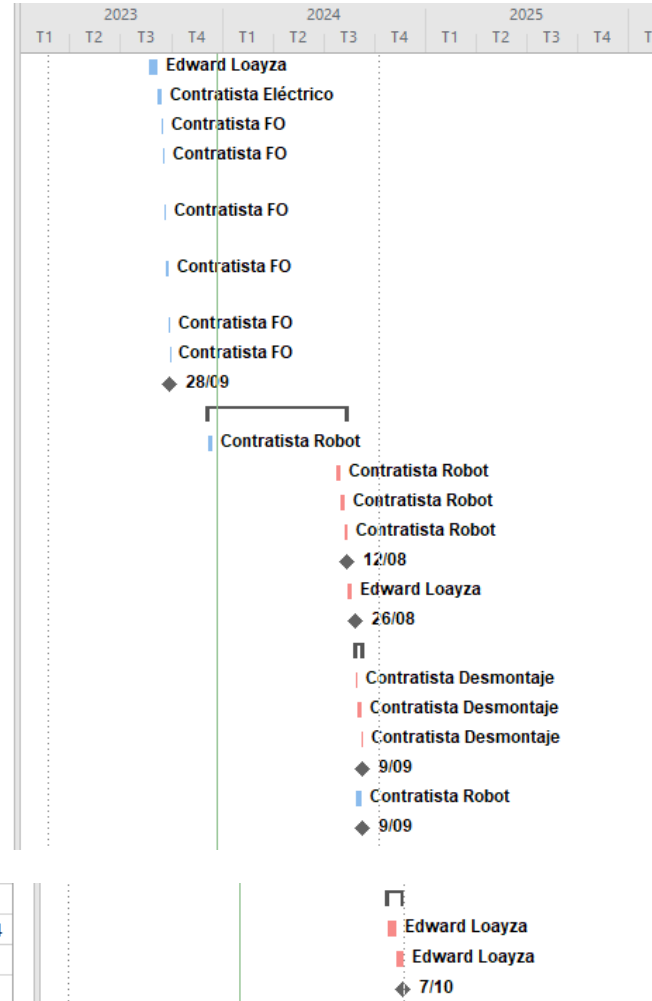 2023 2024 2025
T1 T2 T3 T4 T1 T2 T3 T4 T1 T2 T3 T4
Edward Loayza
Contratista Eléctrico
Contratista FO
Contratista FO
Contratista FO
Contratista FO
Contratista FO
Contratista FO
28/09
Contratista Robot
Contratista Robot
Contratista Robot
Contratista Robot
12/08
Edward Loayza
26/08
Contratista Desmontaje
Contratista Desmontaje
Contratista Desmontaje
9/09
Contratista Robot
9/09
Edward Loayza
Edward Loayza
7/10